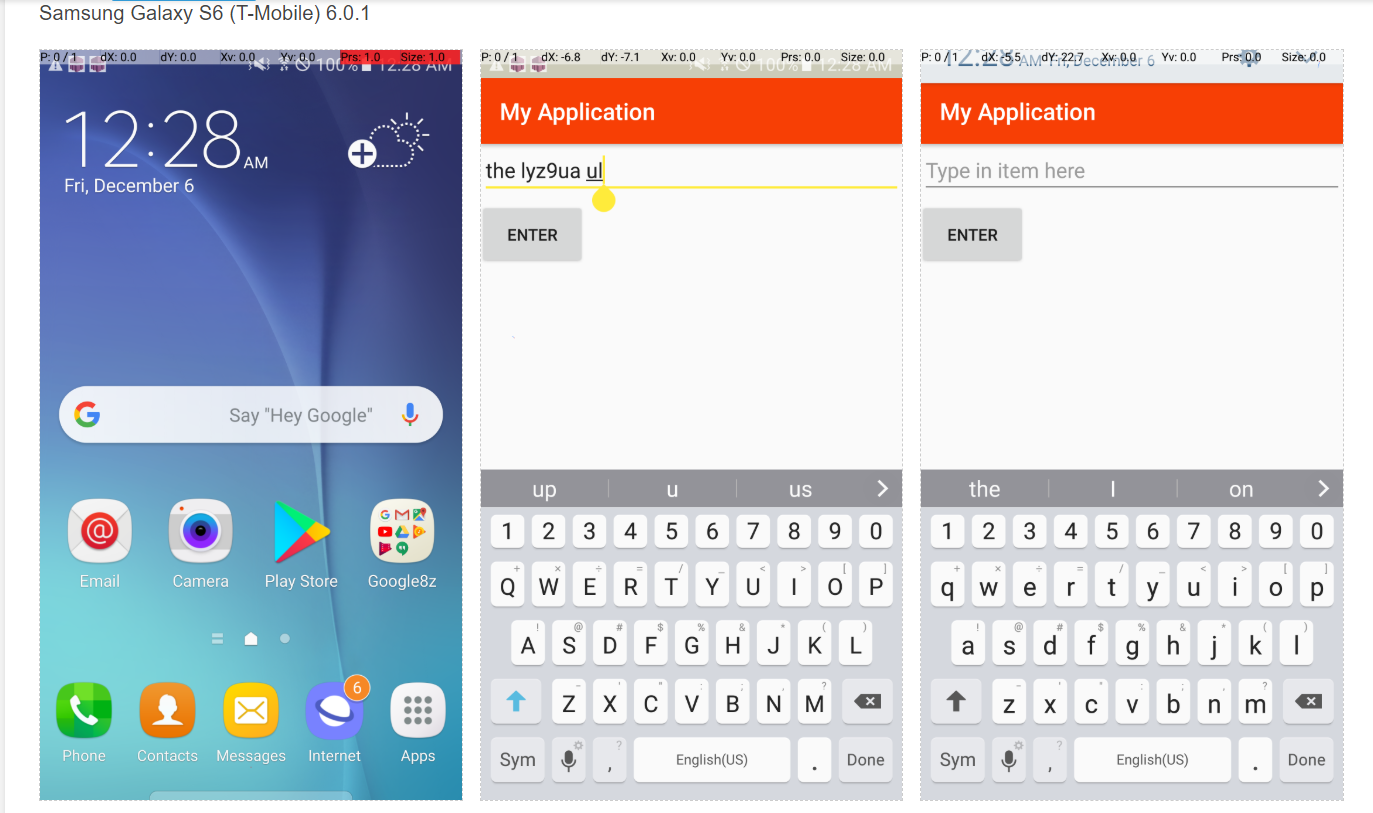 Samsung Galaxy S6 (T-Mobile) 6.0.1
P: 0 / 1 dX: 0.0 dY: 0.0 Xv: 0.0 Yv: 0.0 Prs: 1.0 Size: 1.0
100% 12:28 AM
12:28 AM
Fri, December 6
Say "Hey Google"
Email Camera Play Store Google8z
6
Phone Contacts Messages Internet Apps
P: 0 / 1 dX: -6.8 dY: -7.1 Xv: 0.0 Yv: 0.0 Prs: 0.0 Size: 0.0
100% 12:28 AM
My Application
the lyz9ua ul
ENTER
up u us
1 2 3 4 5 6 7 8 9 0
+ × ÷ = / _ < > [ ]
Q W E R T Y U I O P
! @ # $ % & * ( )
A S D F G H J K L
- ' " : ; , ?
Z X C V B N M
Sym , ? English(US) . Done
P: 0 / 1 dX: -5.5 dY: 22.7 Xv: 0.0 Yv: 0.0 Prs: 0.0 Size: 0.0
12:28 AM Fri, December 6
My Application
Type in item here
ENTER
the I on
1 2 3 4 5 6 7 8 9 0
+ × ÷ = / _ < > [ ]
q w e r t y u i o p
! @ # $ % & * ( )
a s d f g h j k l
- ' " : ; , ?
z x c v b n m
Sym , ? English(US) . Done